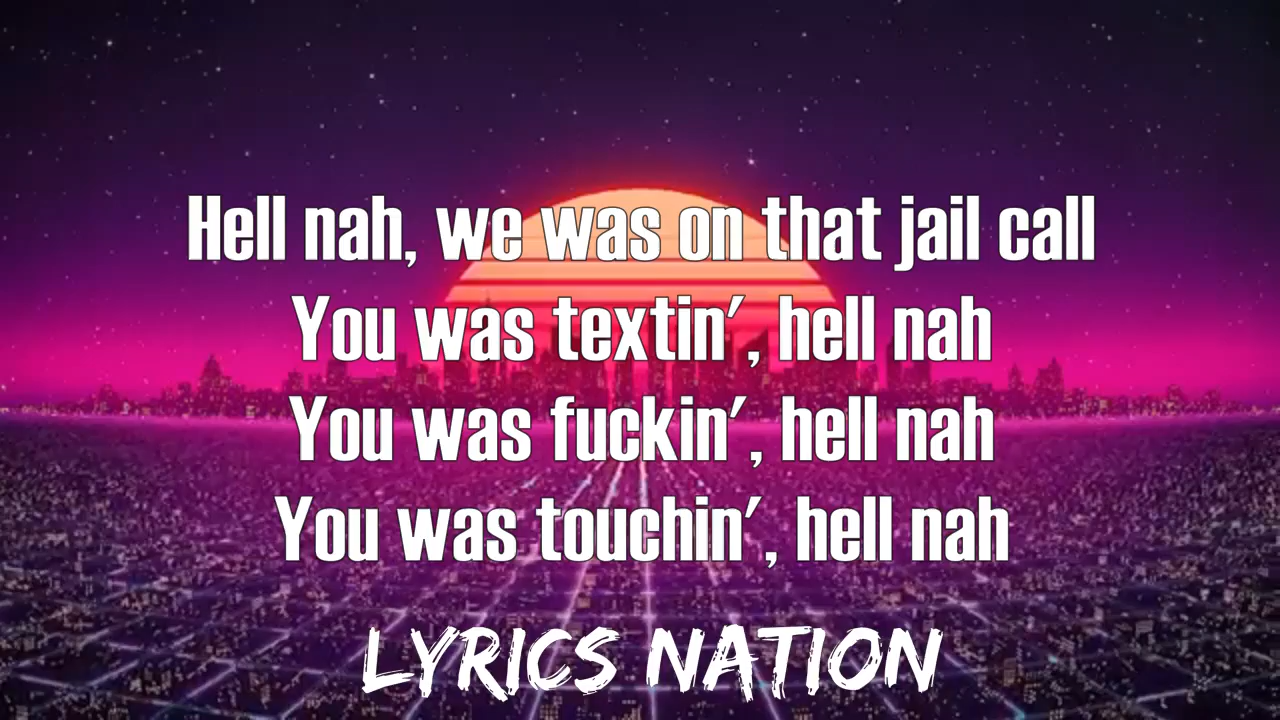 Hell nah, we was on that jail call
You was textin', hell nah
You was fuckin', hell nah
You was touchin', hell nah
LYRICS NATION